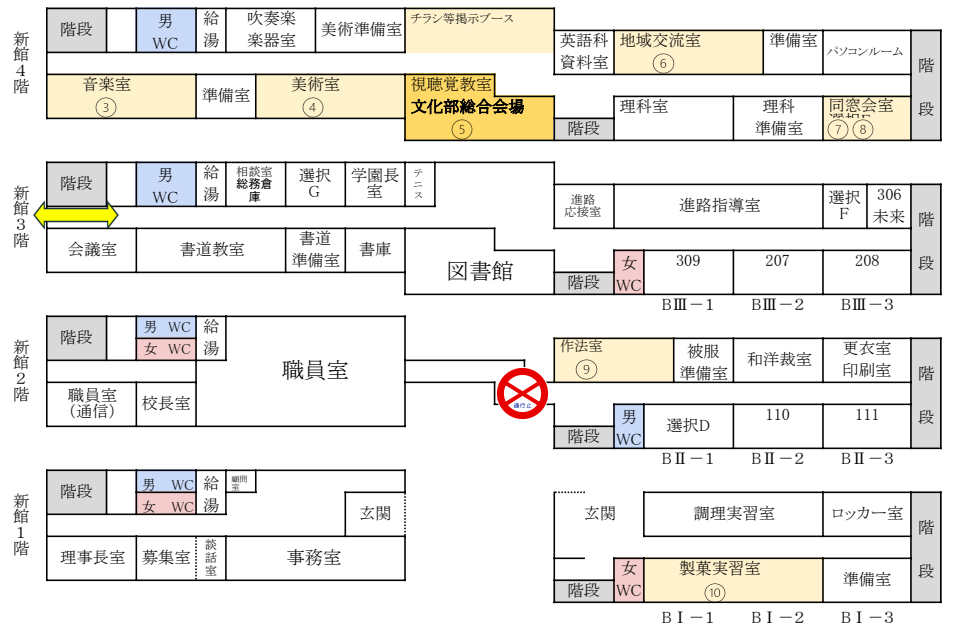 新館4階
階段
男
WC
給
湯
吹奏楽
楽器室
美術準備室
チラシ等掲示ブース
英語科
資料室
地域交流室
⑥
準備室
パソコンルーム
階
段
音楽室
③
準備室
美術室
④
視聴覚教室
文化部総合会場
⑤
階段
理科室
理科
準備室
同窓会室
⑦ ⑧
新館3階
階段
男
WC
給
湯
相談室
総務倉
庫
選択
G
学園長
室
テニス
進路
応接室
進路指導室
選択
F
306
未来
階
段
会議室
書道教室
書道
準備室
書庫
図書館
階段
女
WC
309
207
208
BⅢ-1
BⅢ-2
BⅢ-3
新館2階
階段
男 WC
女 WC
給
湯
職員室
作法室
⑨
被服
準備室
和洋裁室
更衣室
印刷室
階
段
職員室
(通信)
校長室
通行止
階段
男
WC
選択D
110
111
BⅡ-1
BⅡ-2
BⅡ-3
新館1階
階段
男 WC
女 WC
給
湯
顧問
室
玄関
玄関
調理実習室
ロッカー室
階
段
理事長室
募集室
談話室
事務室
階段
女
WC
製菓実習室
⑩
準備室
BⅠ-1
BⅠ-2
BⅠ-3